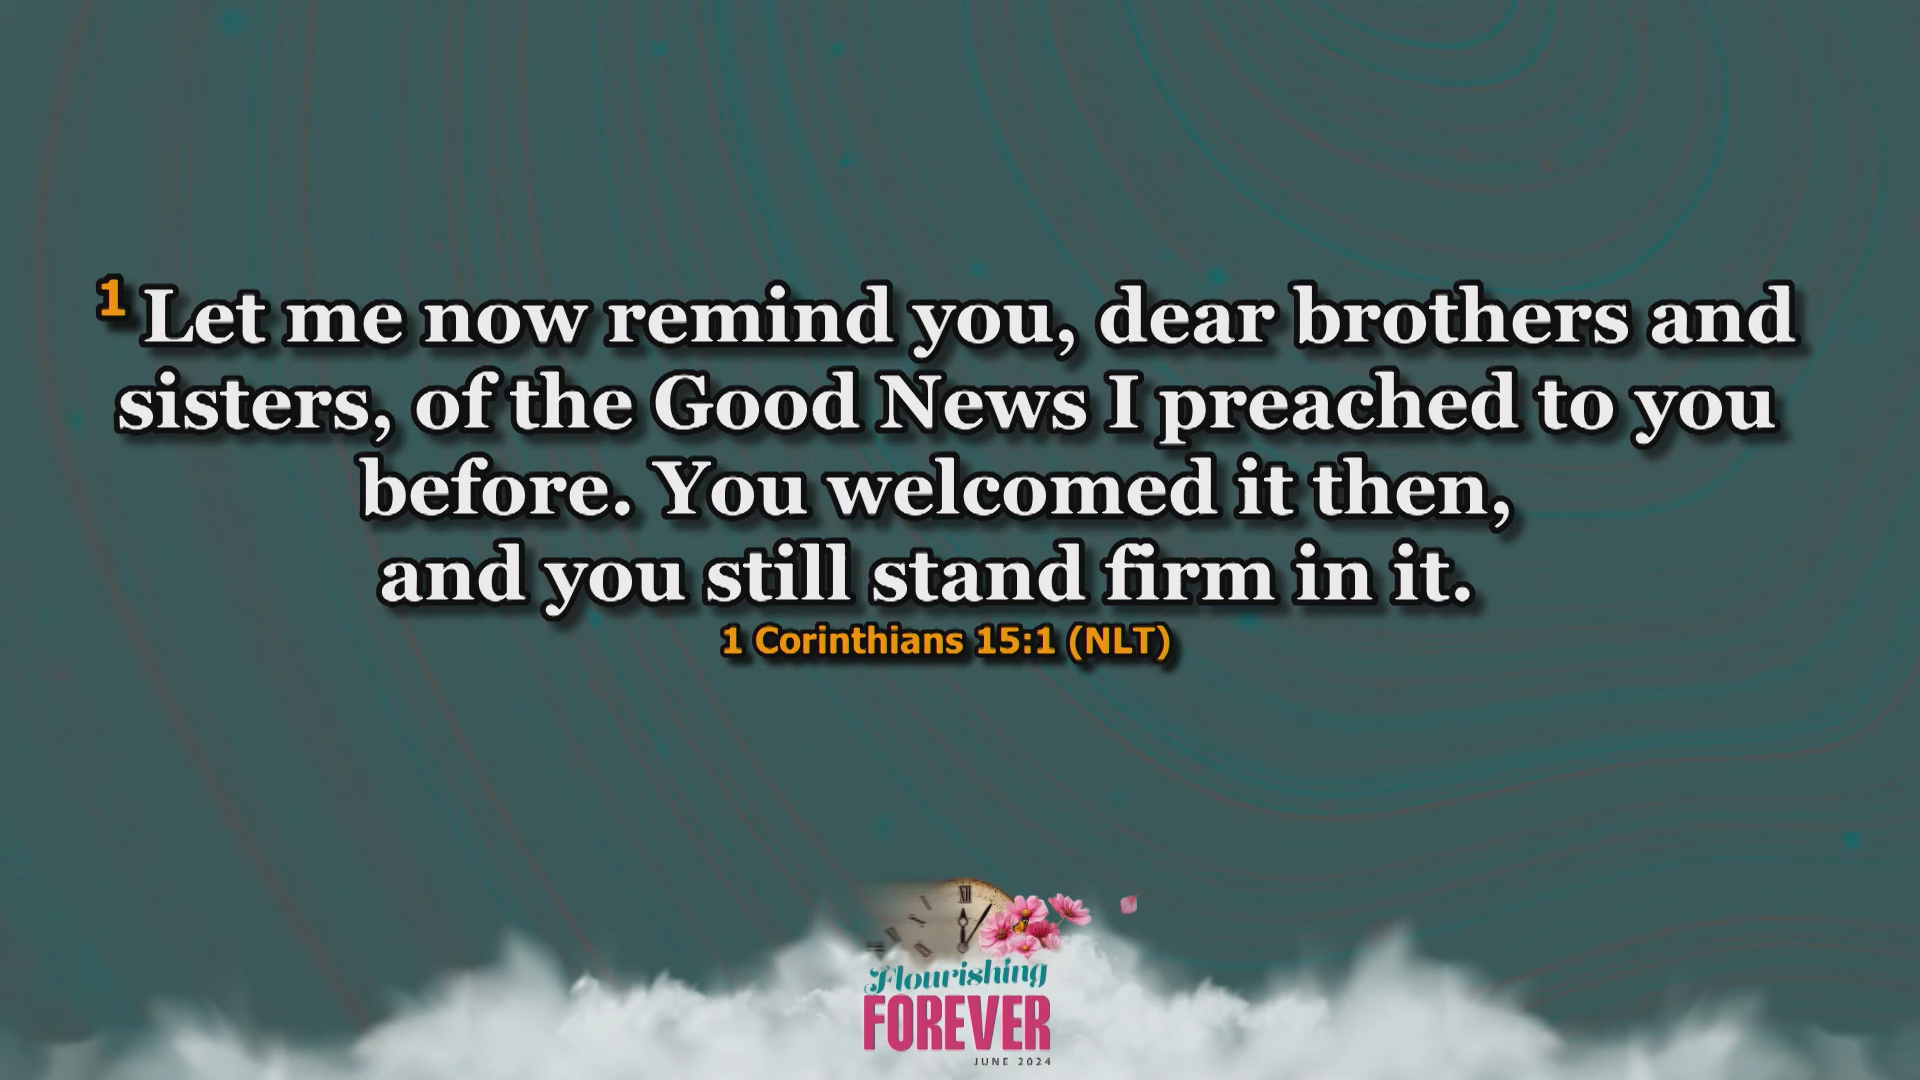 1 Let me now remind you, dear brothers and
sisters, of the Good News I preached to you
before. You welcomed it then,
and you still stand firm in it.
1 Corinthians 15:1 (NLT)
XII
Flourishing
FOREVER
JUNE 2024